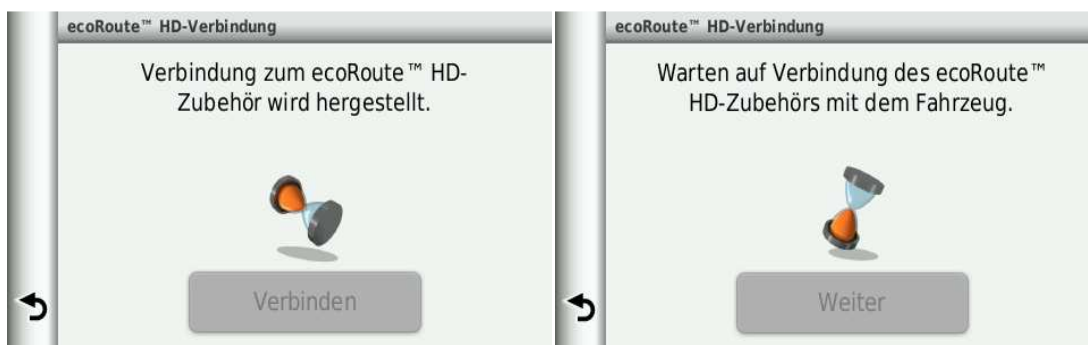 ecoRoute™ HD-Verbindung
Verbindung zum ecoRoute™ HD-
Zubehör wird hergestellt.
Verbinden
ecoRoute™ HD-Verbindung
Warten auf Verbindung des ecoRoute™
HD-Zubehörs mit dem Fahrzeug.
Weiter